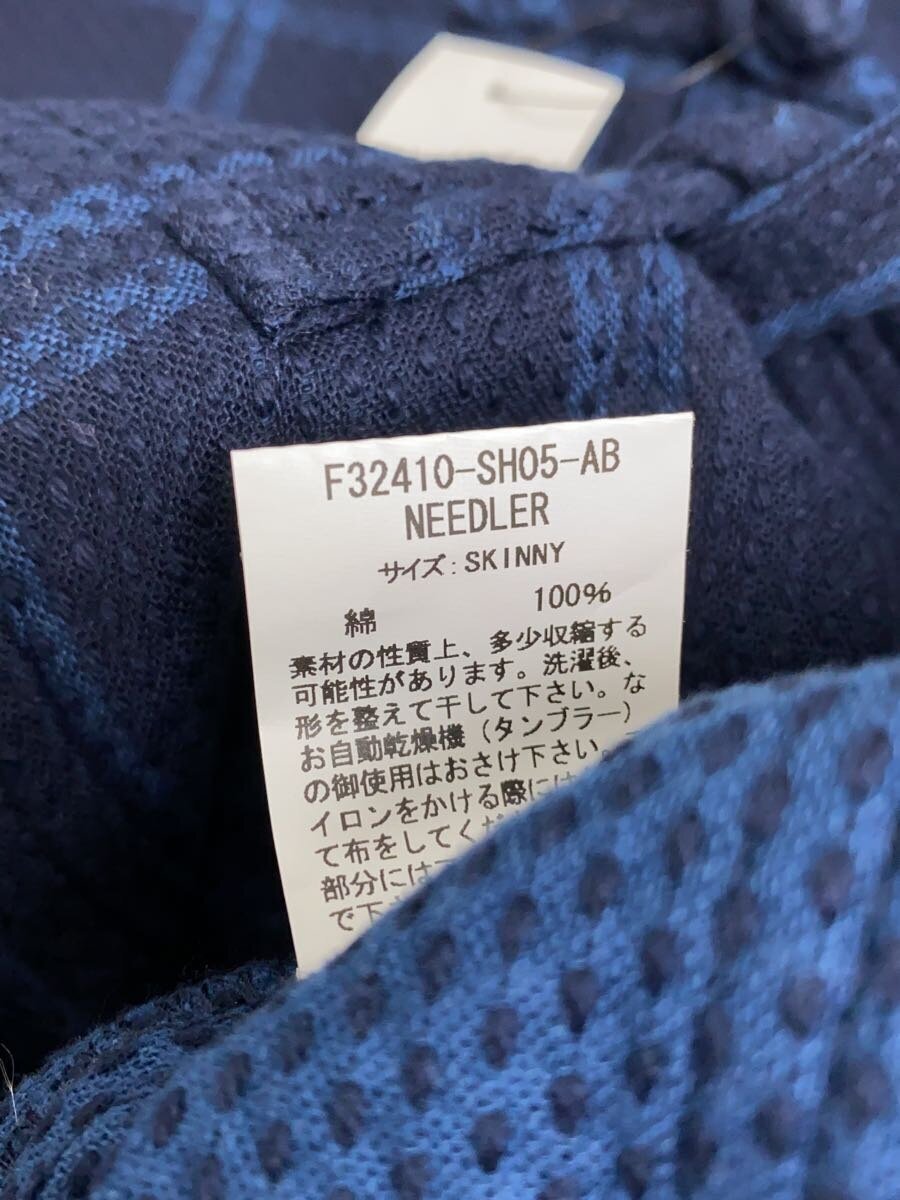 F32410-SH05-AB
NEEDLER
サイズ:SKINNY
綿 100%
素材の性質上、多少収縮する
可能性があります。洗濯後、
形を整えて干して下さい。な
お自動乾燥機(タンブラー)
の御使用はおさけ下さい。
イロンをかける際には
て布をしてくだ
部分には
で下